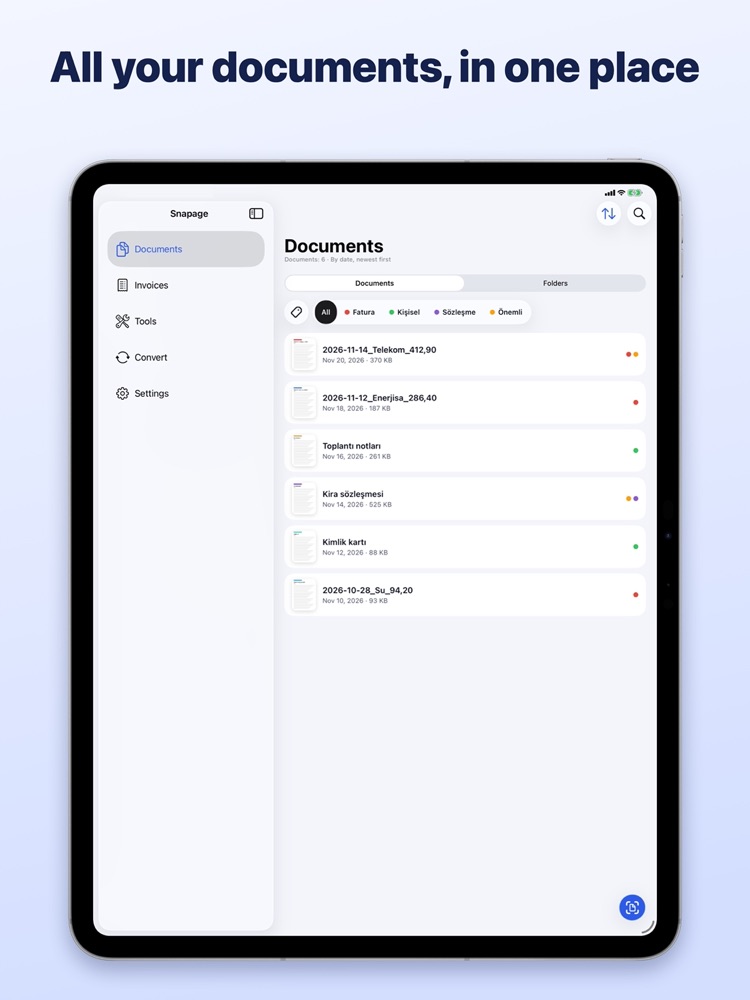 All your documents, in one place
Snapage
Documents
Invoices
Tools
Convert
Settings
Documents
Documents: 6 · By date, newest first
Documents
Folders
All
Fatura
Kişisel
Sözleşme
Önemli
2026-11-14_Telekom_412,90
Nov 20, 2026 · 370 KB
2026-11-12_Enerjisa_286,40
Nov 18, 2026 · 187 KB
Toplantı notları
Nov 16, 2026 · 261 KB
Kira sözleşmesi
Nov 14, 2026 · 525 KB
Kimlik kartı
Nov 12, 2026 · 88 KB
2026-10-28_Su_94,20
Nov 10, 2026 · 93 KB